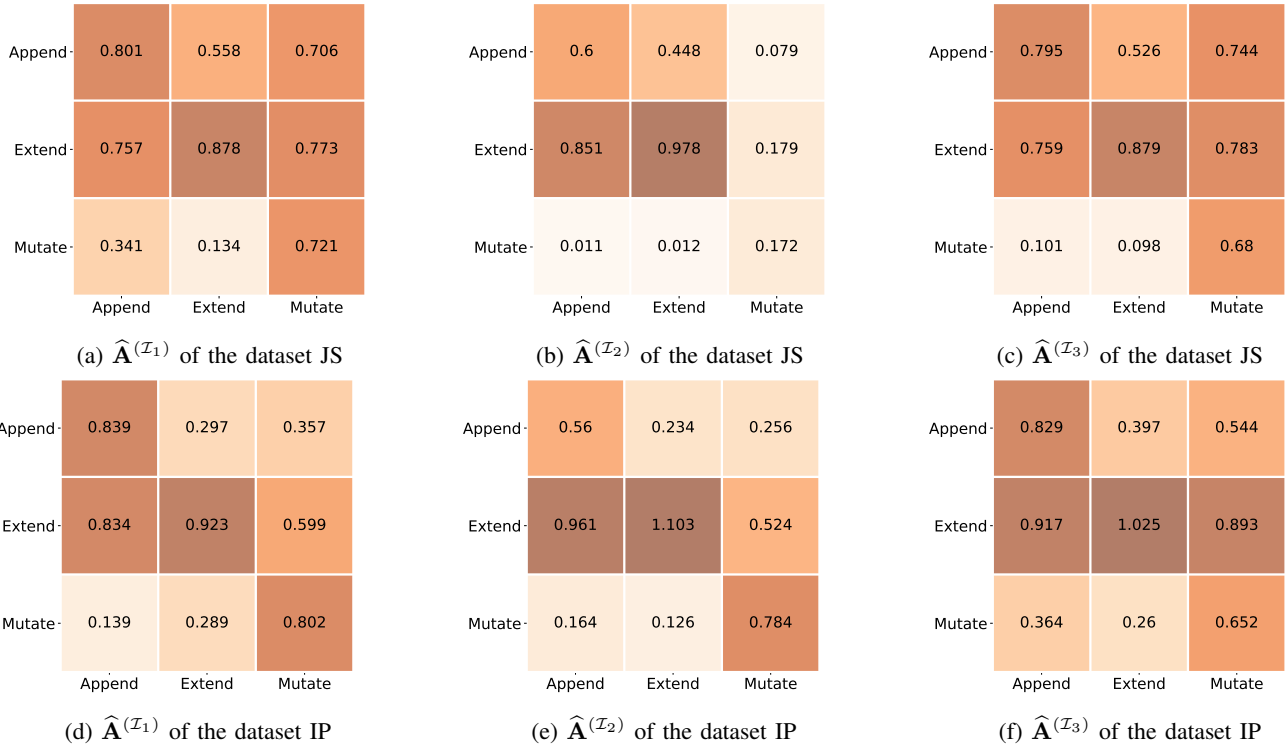 Append 0.801 0.558 0.706
Extend 0.757 0.878 0.773
Mutate 0.341 0.134 0.721
Append Extend Mutate
(a) Â^(I₁) of the dataset JS
Append 0.6 0.448 0.079
Extend 0.851 0.978 0.179
Mutate 0.011 0.012 0.172
Append Extend Mutate
(b) Â^(I₂) of the dataset JS
Append 0.795 0.526 0.744
Extend 0.759 0.879 0.783
Mutate 0.101 0.098 0.68
Append Extend Mutate
(c) Â^(I₃) of the dataset JS
Append 0.839 0.297 0.357
Extend 0.834 0.923 0.599
Mutate 0.139 0.289 0.802
Append Extend Mutate
(d) Â^(I₁) of the dataset IP
Append 0.56 0.234 0.256
Extend 0.961 1.103 0.524
Mutate 0.164 0.126 0.784
Append Extend Mutate
(e) Â^(I₂) of the dataset IP
Append 0.829 0.397 0.544
Extend 0.917 1.025 0.893
Mutate 0.364 0.26 0.652
Append Extend Mutate
(f) Â^(I₃) of the dataset IP